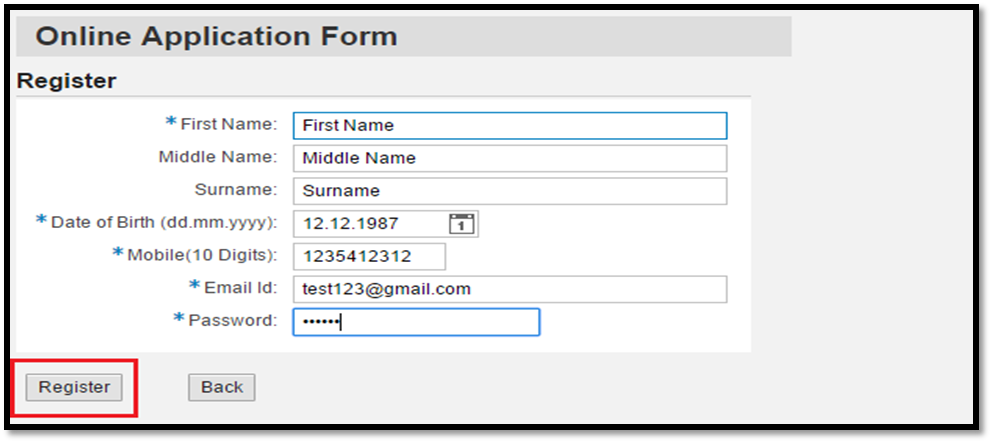 Online Application Form
Register
* First Name: First Name
Middle Name: Middle Name
Surname: Surname
* Date of Birth (dd.mm.yyyy): 12.12.1987 1
* Mobile(10 Digits): 1235412312
* Email Id: test123@gmail.com
* Password: ••••••
Register Back